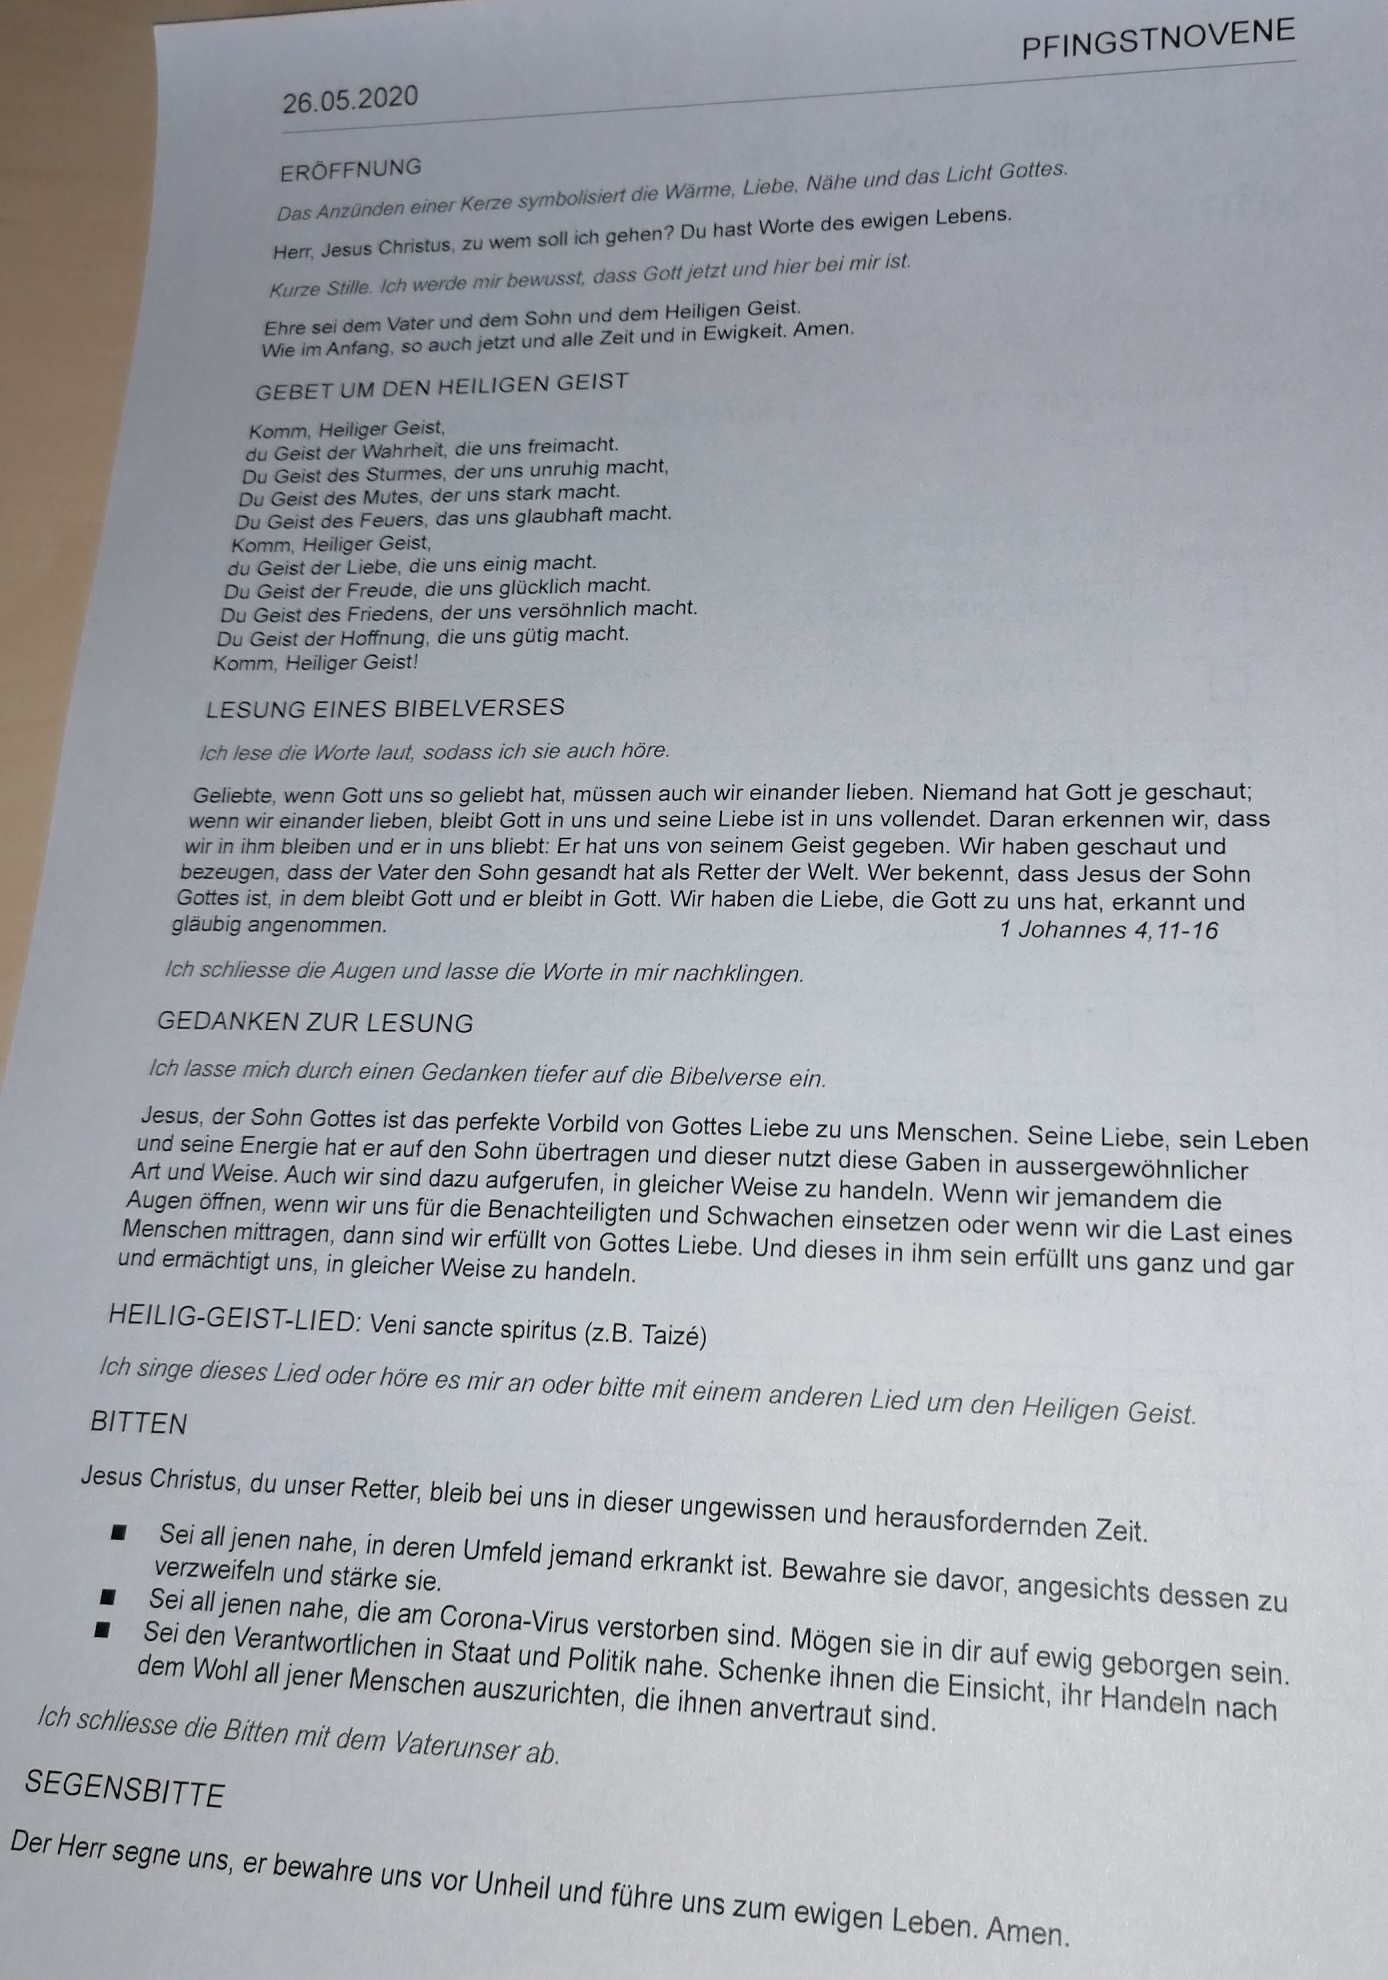 PFINGSTNOVENE
26.05.2020
ERÖFFNUNG
Das Anzünden einer Kerze symbolisiert die Wärme, Liebe, Nähe und das Licht Gottes.
Herr, Jesus Christus, zu wem soll ich gehen? Du hast Worte des ewigen Lebens.
Kurze Stille. Ich werde mir bewusst, dass Gott jetzt und hier bei mir ist.
Ehre sei dem Vater und dem Sohn und dem Heiligen Geist.
Wie im Anfang, so auch jetzt und alle Zeit und in Ewigkeit. Amen.
GEBET UM DEN HEILIGEN GEIST
Komm, Heiliger Geist,
du Geist der Wahrheit, die uns freimacht.
Du Geist des Sturmes, der uns unruhig macht,
Du Geist des Mutes, der uns stark macht.
Du Geist des Feuers, das uns glaubhaft macht.
Komm, Heiliger Geist,
du Geist der Liebe, die uns einig macht.
Du Geist der Freude, die uns glücklich macht.
Du Geist des Friedens, der uns versöhnlich macht.
Du Geist der Hoffnung, die uns gütig macht.
Komm, Heiliger Geist!
LESUNG EINES BIBELVERSES
Ich lese die Worte laut, sodass ich sie auch höre.
Geliebte, wenn Gott uns so geliebt hat, müssen auch wir einander lieben. Niemand hat Gott je geschaut;
wenn wir einander lieben, bleibt Gott in uns und seine Liebe ist in uns vollendet. Daran erkennen wir, dass
wir in ihm bleiben und er in uns bliebt: Er hat uns von seinem Geist gegeben. Wir haben geschaut und
bezeugen, dass der Vater den Sohn gesandt hat als Retter der Welt. Wer bekennt, dass Jesus der Sohn
Gottes ist, in dem bleibt Gott und er bleibt in Gott. Wir haben die Liebe, die Gott zu uns hat, erkannt und
gläubig angenommen. 1 Johannes 4,11-16
Ich schliesse die Augen und lasse die Worte in mir nachklingen.
GEDANKEN ZUR LESUNG
Ich lasse mich durch einen Gedanken tiefer auf die Bibelverse ein.
Jesus, der Sohn Gottes ist das perfekte Vorbild von Gottes Liebe zu uns Menschen. Seine Liebe, sein Leben
und seine Energie hat er auf den Sohn übertragen und dieser nutzt diese Gaben in aussergewöhnlicher
Art und Weise. Auch wir sind dazu aufgerufen, in gleicher Weise zu handeln. Wenn wir jemandem die
Augen öffnen, wenn wir uns für die Benachteiligten und Schwachen einsetzen oder wenn wir die Last eines
Menschen mittragen, dann sind wir erfüllt von Gottes Liebe. Und dieses in ihm sein erfüllt uns ganz und gar
und ermächtigt uns, in gleicher Weise zu handeln.
HEILIG-GEIST-LIED: Veni sancte spiritus (z.B. Taizé)
Ich singe dieses Lied oder höre es mir an oder bitte mit einem anderen Lied um den Heiligen Geist.
BITTEN
Jesus Christus, du unser Retter, bleib bei uns in dieser ungewissen und herausfordernden Zeit.
■ Sei all jenen nahe, in deren Umfeld jemand erkrankt ist. Bewahre sie davor, angesichts dessen zu
verzweifeln und stärke sie.
■ Sei all jenen nahe, die am Corona-Virus verstorben sind. Mögen sie in dir auf ewig geborgen sein.
■ Sei den Verantwortlichen in Staat und Politik nahe. Schenke ihnen die Einsicht, ihr Handeln nach
dem Wohl all jener Menschen auszurichten, die ihnen anvertraut sind.
Ich schliesse die Bitten mit dem Vaterunser ab.
SEGENSBITTE
Der Herr segne uns, er bewahre uns vor Unheil und führe uns zum ewigen Leben. Amen.